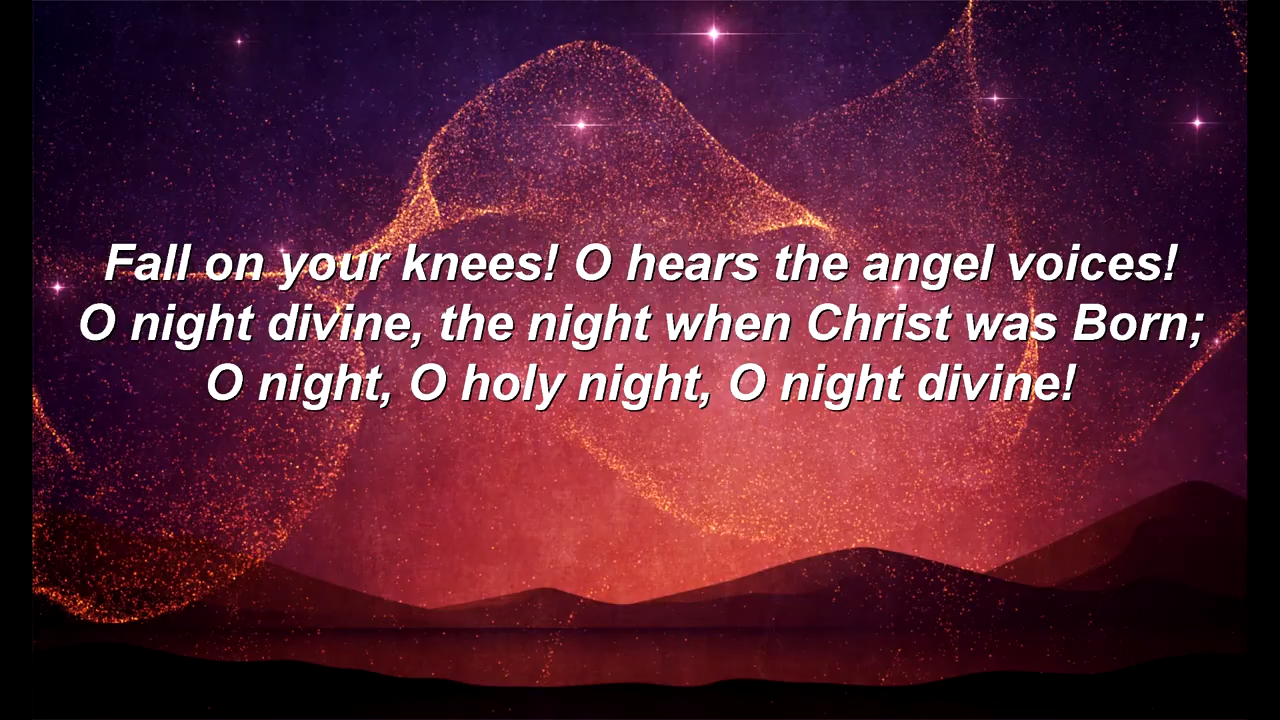 Fall on your knees! O hears the angel voices!
O night divine, the night when Christ was Born;
O night, O holy night, O night divine!